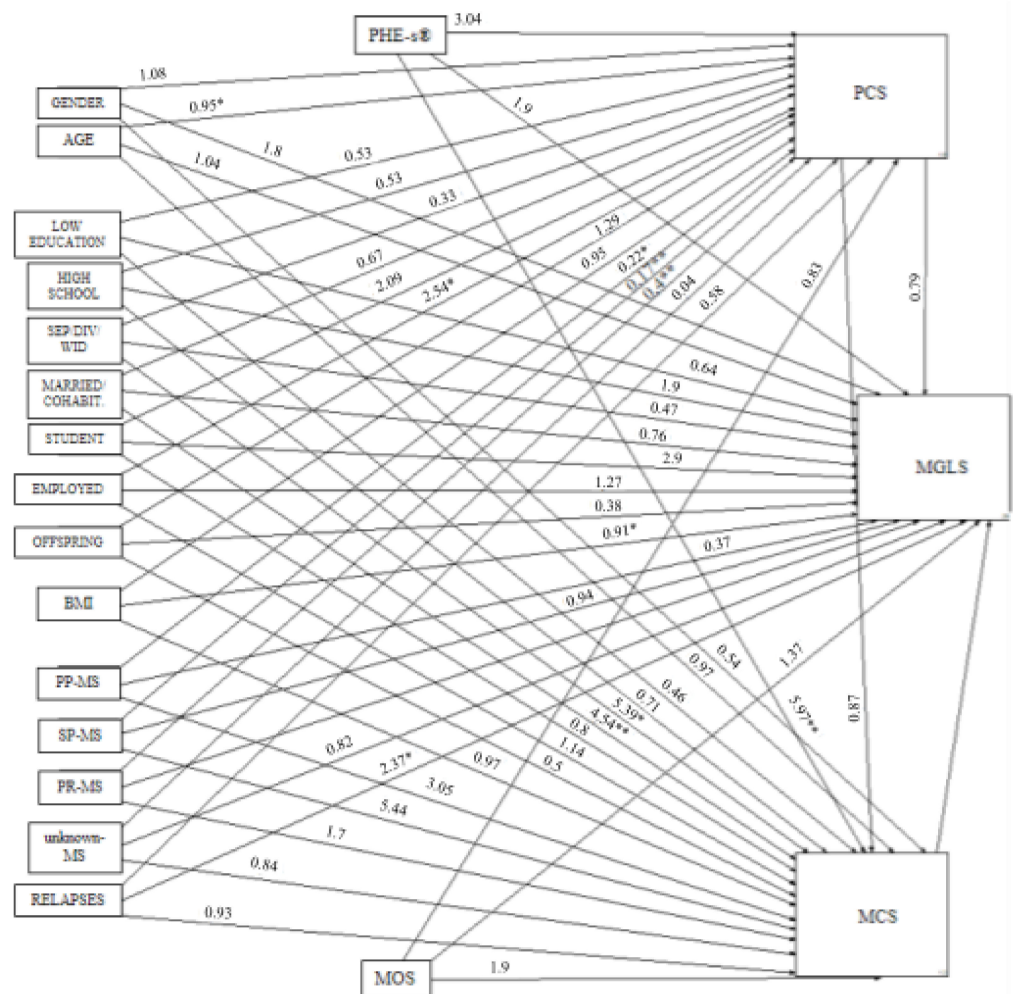 3.04
PHE-s®
1.08
PCS
GENDER
0.95*
1.9
AGE
1.8
1.04
0.53
0.53
0.33
LOW
EDUCATION
1.29
0.67
0.95
0.22*
0.17**
0.4**
0.04
0.58
0.83
0.79
HIGH
SCHOOL
2.09
2.54*
SEP/DIV/
WID
0.64
MARRIED/
COHABIT.
1.9
0.47
STUDENT
0.76
2.9
MGLS
EMPLOYED
1.27
0.38
OFFSPRING
0.91*
0.37
BMI
0.94
1.37
0.54
0.97
PP-MS
0.46
0.71
5.39*
4.54**
5.97**
0.87
SP-MS
0.8
1.14
0.5
0.82
2.37*
0.97
PR-MS
3.05
5.44
1.7
unknown-
MS
0.84
RELAPSES
0.93
MCS
1.9
MOS